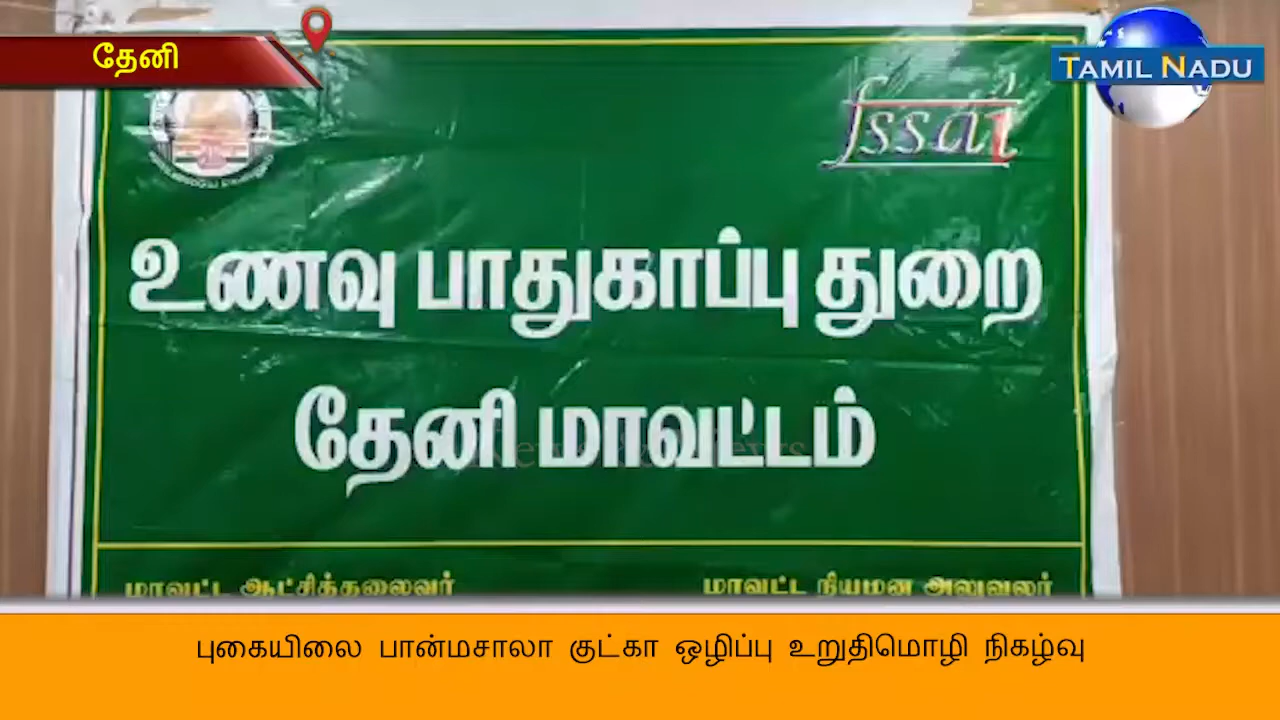 தேனி
TAMIL NADU
fssai
உணவு பாதுகாப்பு துறை
தேனி மாவட்டம்
மாவட்ட ஆட்சித்தலைவர்
மாவட்ட நியமன அலுவலர்
புகையிலை பான்மசாலா குட்கா ஒழிப்பு உறுதிமொழி நிகழ்வு